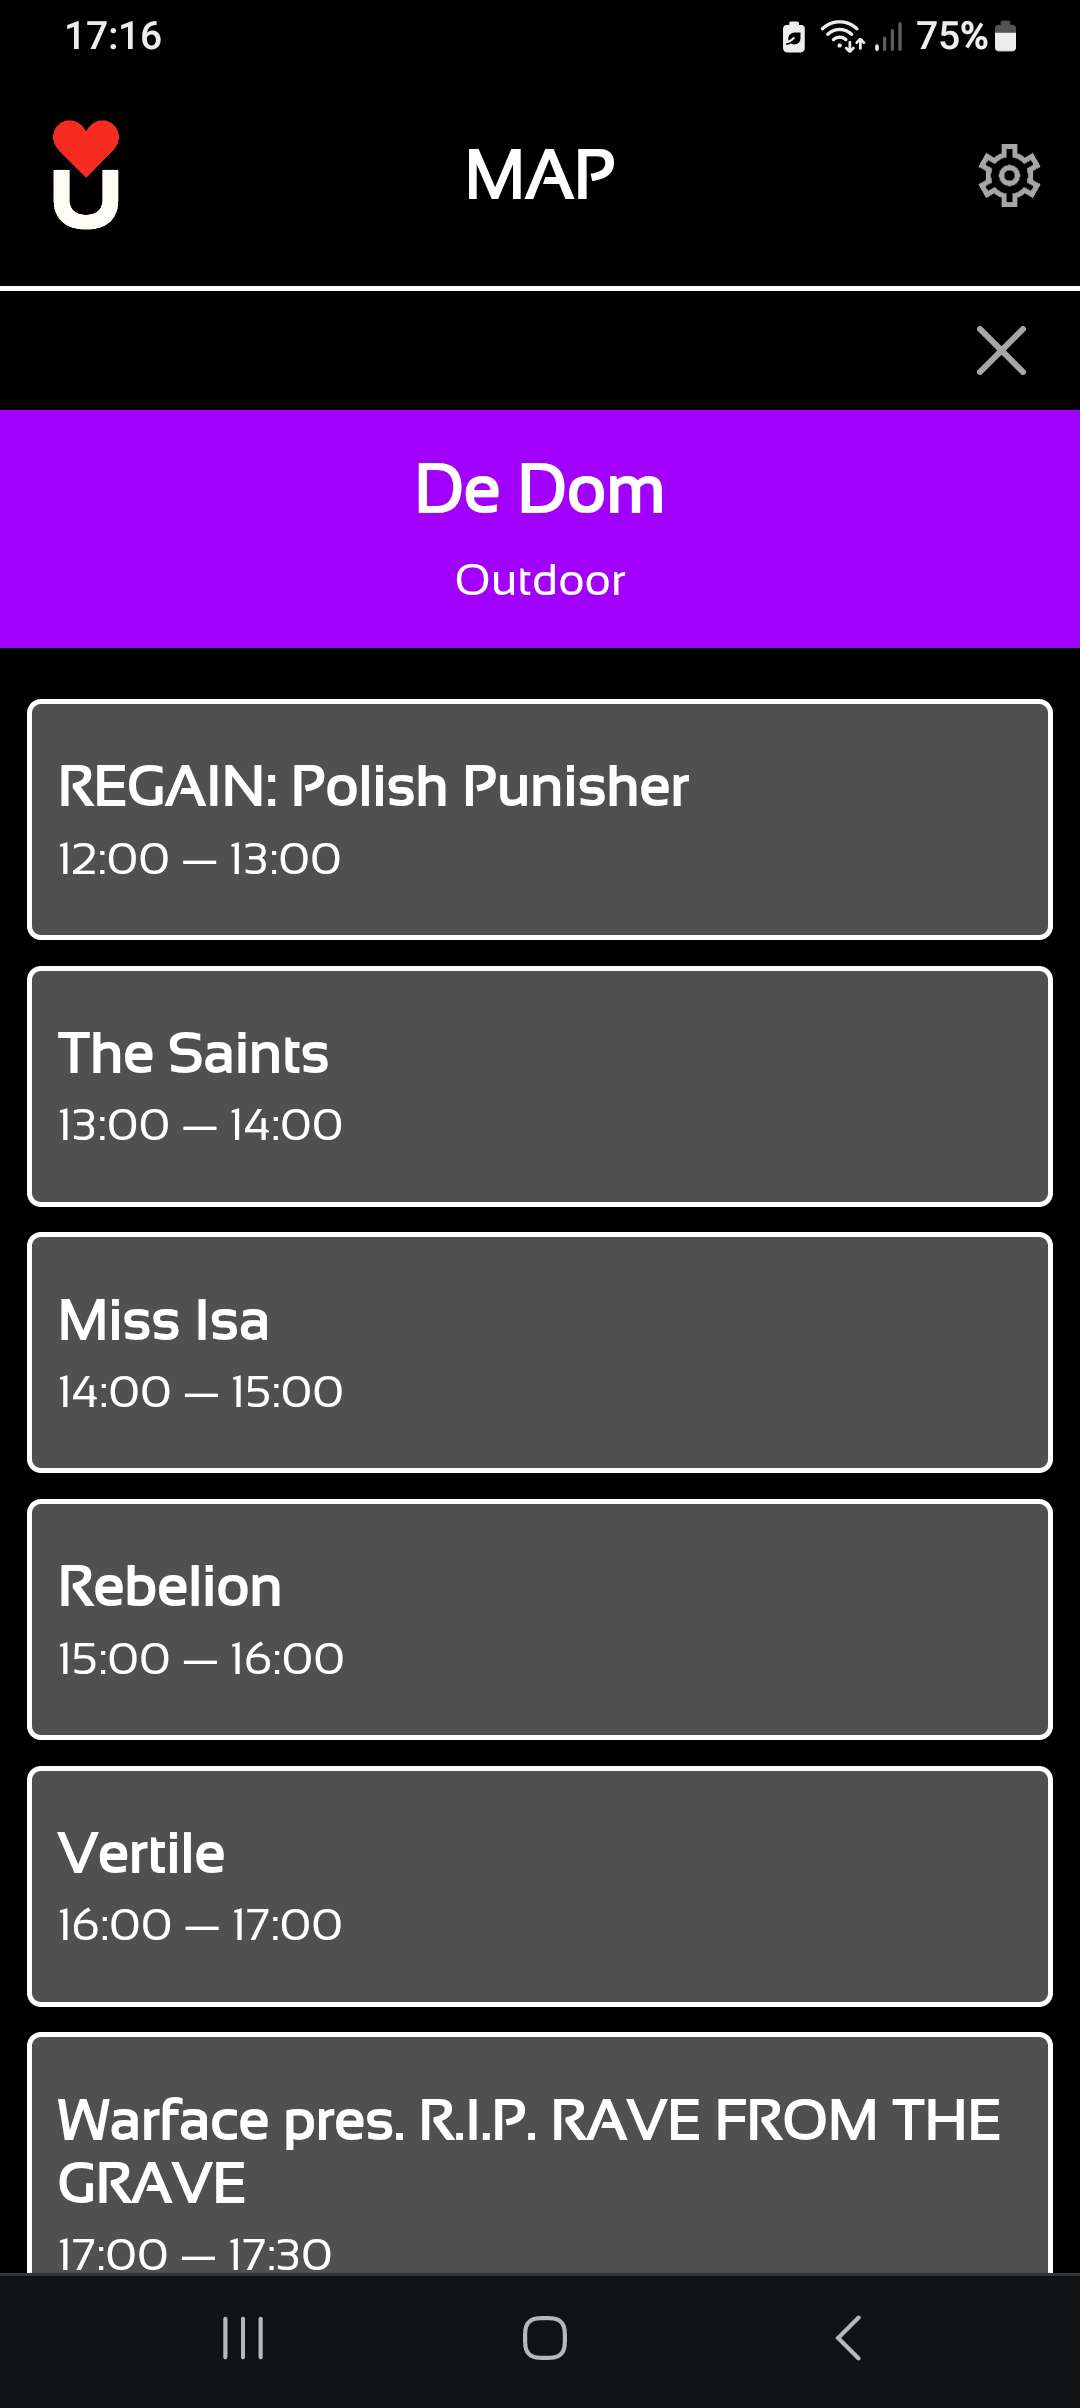 17:16
75%
U
MAP
De Dom
Outdoor
REGAIN: Polish Punisher
12:00 — 13:00
The Saints
13:00 — 14:00
Miss Isa
14:00 — 15:00
Rebelion
15:00 — 16:00
Vertile
16:00 — 17:00
Warface pres. R.I.P. RAVE FROM THE
GRAVE
17:00 — 17:30